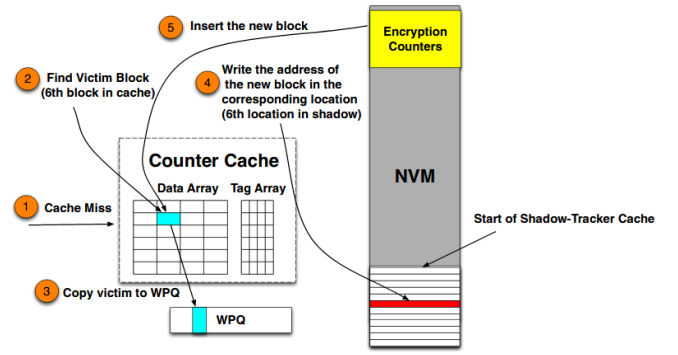 5 Insert the new block
Encryption
Counters
2 Find Victim Block
(6th block in cache)
4 Write the address of
the new block in the
corresponding location
(6th location in shadow)
Counter Cache
Data Array Tag Array
NVM
1 Cache Miss
Start of Shadow-Tracker Cache
3 Copy victim to WPQ
WPQ